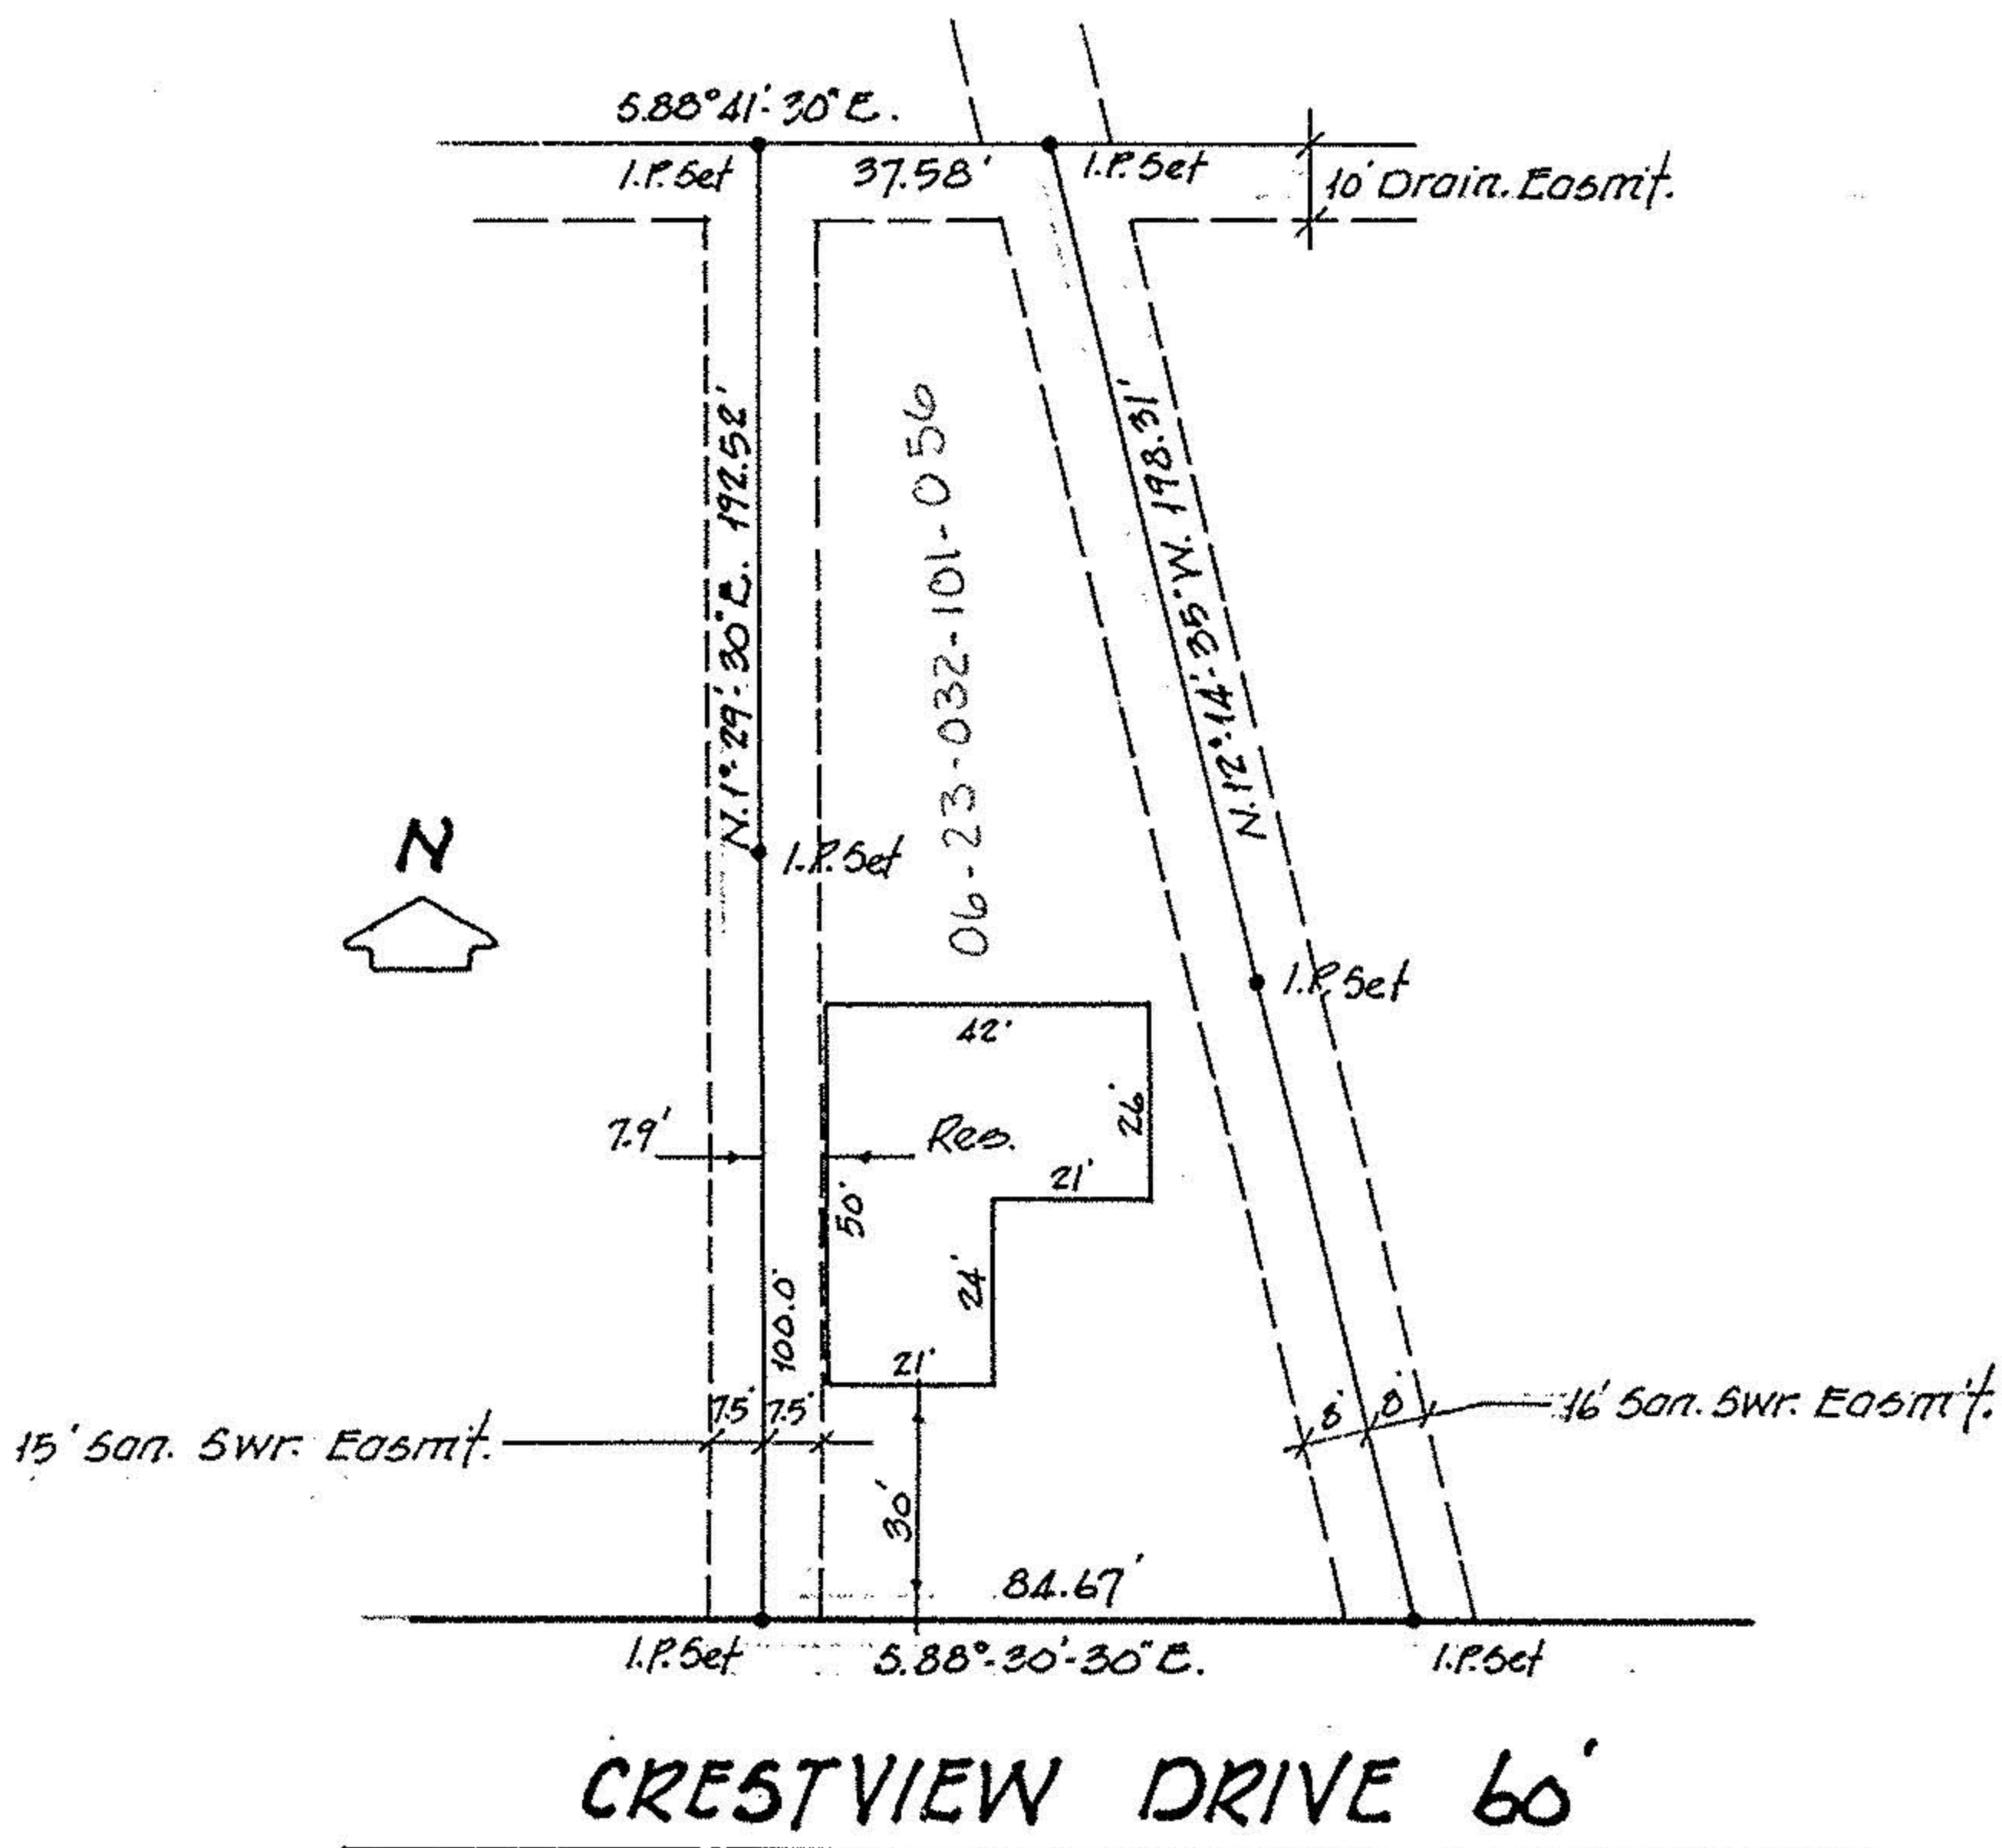 S.88°41'-30"E.
I.P.Set
37.58'
I.P.Set
10' Drain. Easm't.
N.1°-29'-30"E. 192.52'
06-23-032-101-056
N.12°-14'-35"W. 198.31'
N
I.P.Set
I.P.Set
42'
26'
7.9'
Res.
21'
50'
24'
100.0'
21'
7.5' 7.5'
8' 8'
15' San. Swr. Easm't.
16' San. Swr. Easm't.
30'
84.67'
I.P.Set
S.88°-30'-30"E.
I.P.Set
CRESTVIEW DRIVE 60'